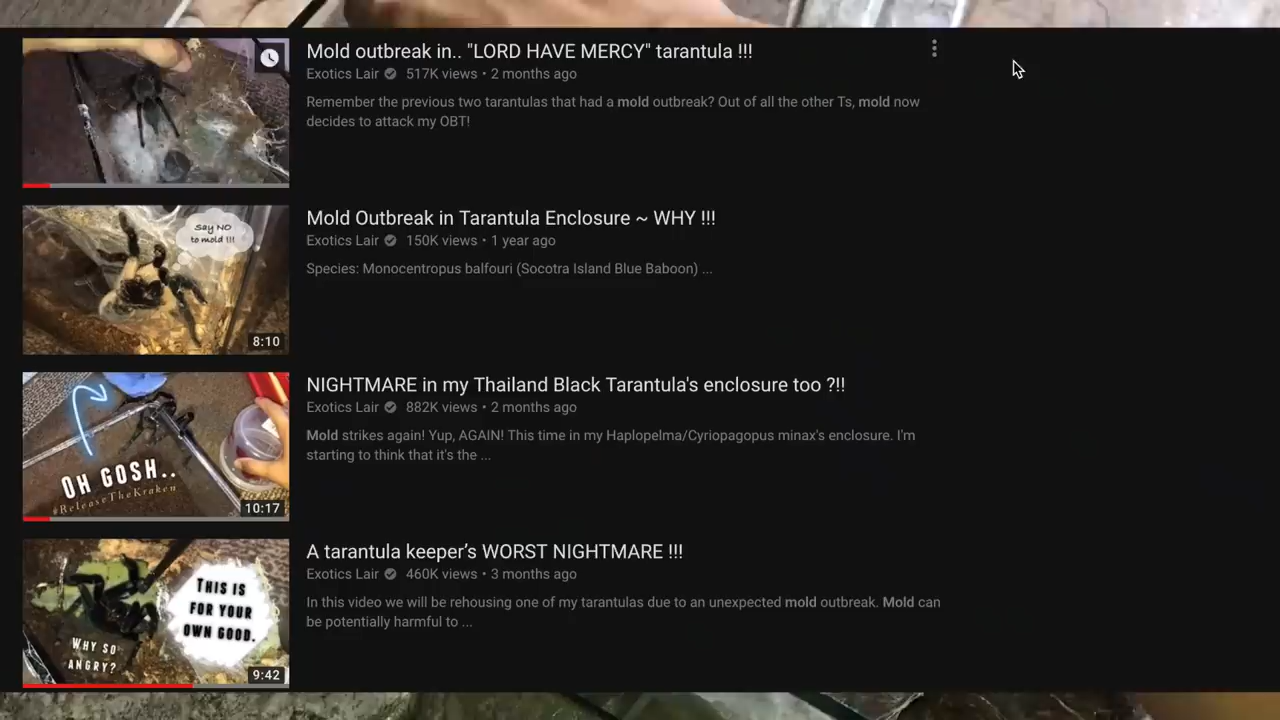 Mold outbreak in.. "LORD HAVE MERCY" tarantula !!!
Exotics Lair 517K views • 2 months ago
Remember the previous two tarantulas that had a mold outbreak? Out of all the other Ts, mold now
decides to attack my OBT!
Say NO
to mold !!!
8:10
Mold Outbreak in Tarantula Enclosure ~ WHY !!!
Exotics Lair 150K views • 1 year ago
Species: Monocentropus balfouri (Socotra Island Blue Baboon) ...
OH GOSH..
#ReleaseTheKraken
10:17
NIGHTMARE in my Thailand Black Tarantula's enclosure too ?!!
Exotics Lair 882K views • 2 months ago
Mold strikes again! Yup, AGAIN! This time in my Haplopelma/Cyriopagopus minax's enclosure. I'm
starting to think that it's the ...
THIS IS
FOR YOUR
OWN GOOD.
WHY SO
ANGRY?
9:42
A tarantula keeper’s WORST NIGHTMARE !!!
Exotics Lair 460K views • 3 months ago
In this video we will be rehousing one of my tarantulas due to an unexpected mold outbreak. Mold can
be potentially harmful to ...